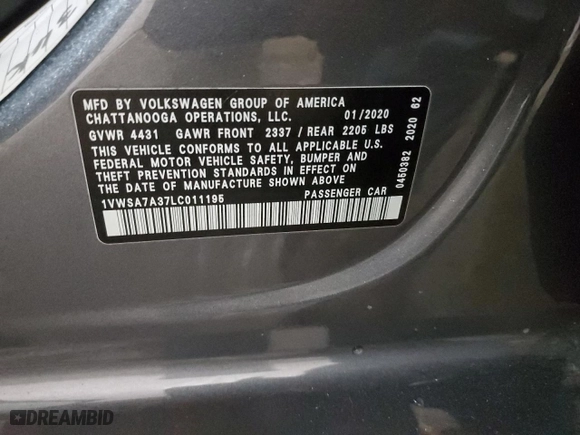 MFD BY VOLKSWAGEN GROUP OF AMERICA
CHATTANOOGA OPERATIONS, LLC. 01/2020
GVWR 4431 GAWR FRONT 2337 / REAR 2205 LBS
THIS VEHICLE CONFORMS TO ALL APPLICABLE U.S.
FEDERAL MOTOR VEHICLE SAFETY, BUMPER AND
THEFT PREVENTION STANDARDS IN EFFECT ON
THE DATE OF MANUFACTURE SHOWN ABOVE
1VWSA7A37LC011195 PASSENGER CAR
0450382 2020 62
DREAMBID